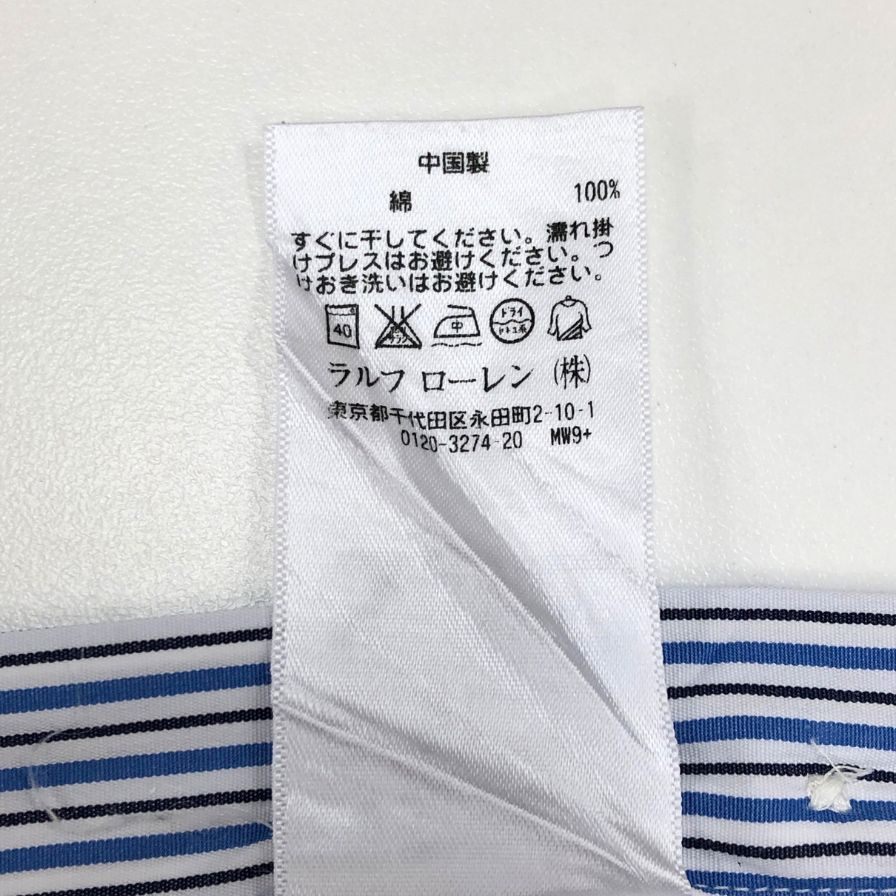 中国製
綿 100%
すぐに干してください。濡れ掛
けプレスはお避けください。つ
けおき洗いはお避けください。
40 中 ドライ
ラルフ ローレン (株)
東京都千代田区永田町2-10-1
0120-3274-20 MW9+